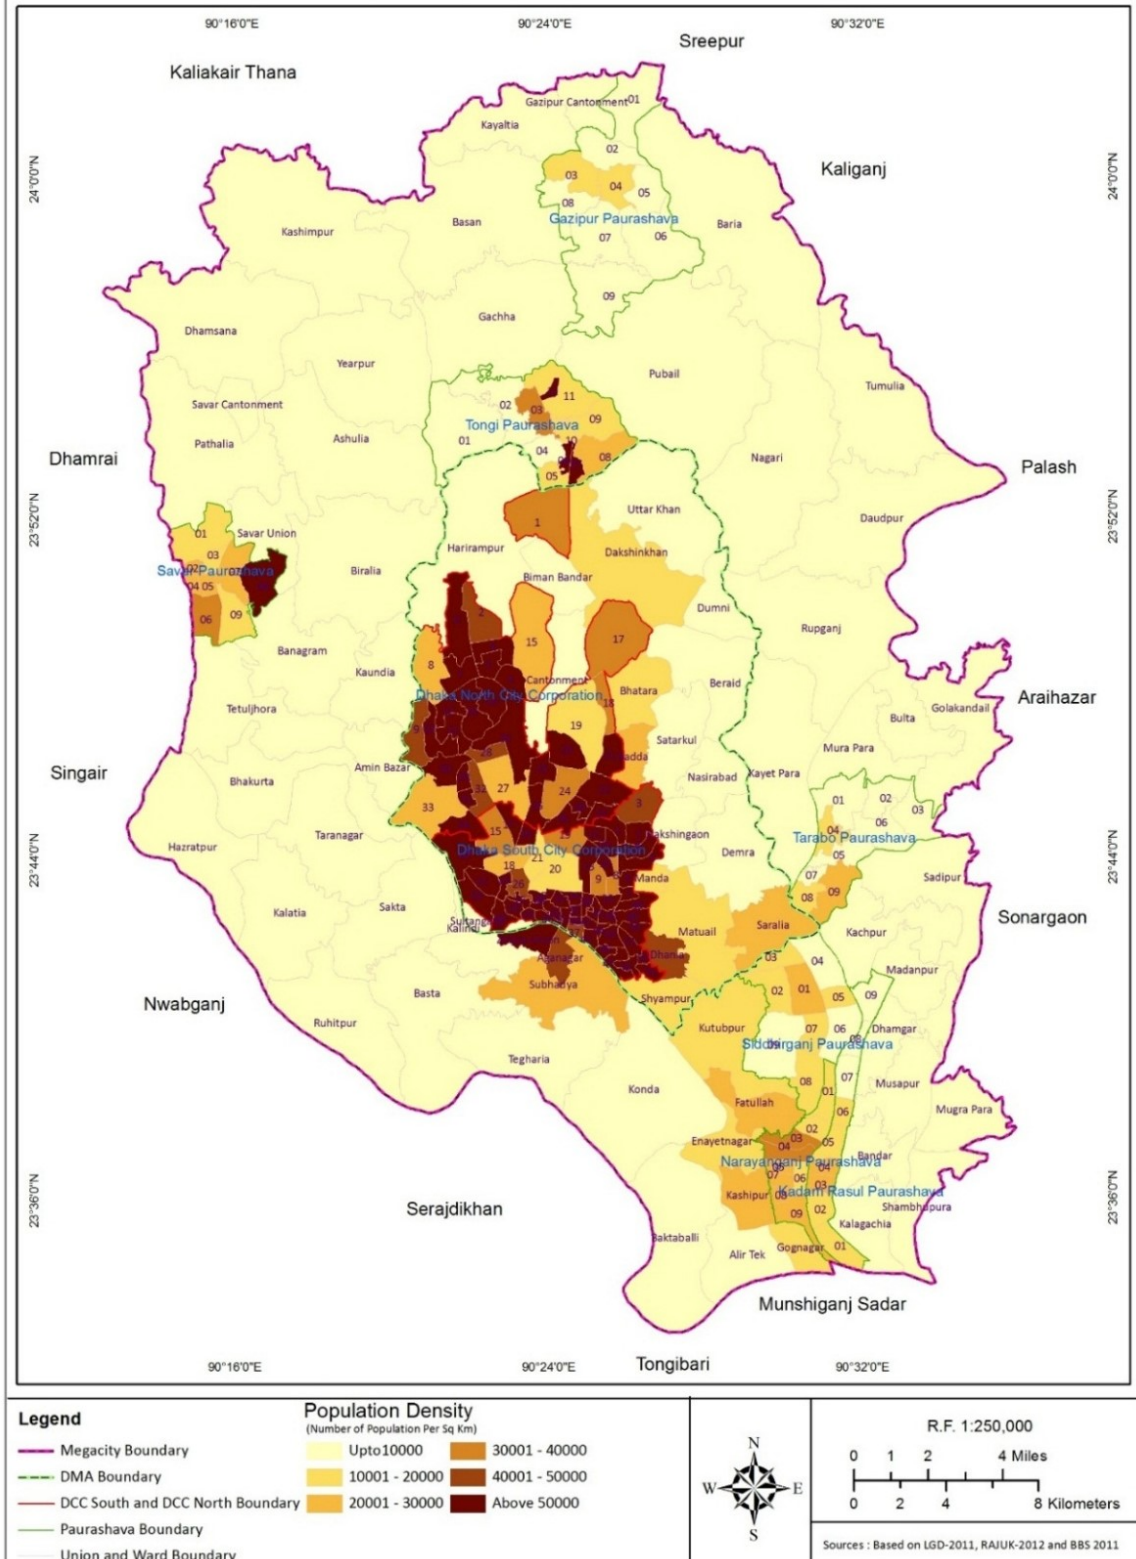 90°16'0"E 90°24'0"E 90°32'0"E
Sreepur
Kaliakair Thana
Gazipur Cantonment 01
Kayaltia
02
24°0'0"N
Kaliganj
24°0'0"N
03
04
05
08
Gazipur Paurashava
Basan
Baria
Kashimpur
07
06
09
Gachha
Dhamsana
Yearpur
Pubail
Tumulia
11
Savar Cantonment
02
03
09
Tongi Paurashava
Pathalia
Ashulia
01
10
04
08
Dhamrai
Nagari
Palash
05
23°52'0"N
Uttar Khan
Daudpur
23°52'0"N
1
01
Savar Union
Harirampur
Dakshinkhan
03
02
Savar Paurashava
Biralia
Biman Bandar
04 05
06
09
2
Dumni
Rupganj
15
17
Banagram
8
Kaundia
Cantonment
Beraid
Dhaka North City Corporation
Bhatara
Araihazar
Tetuljhora
18
Golakandail
Bulta
9
19
Satarkul
Mura Para
Singair
Amin Bazar
Nasirabad
Kayet Para
Bhakurta
32
27
24
01
02
03
33
3
06
04
Taranagar
15
Tarabo Paurashava
Hazratpur
Dhaka South City Corporation
23°44'0"N
Demra
05
23°44'0"N
21
18
20
9
Manda
07
Sadipur
26
08
09
Kalatia
Sakta
Kalindi
Matuail
Saralia
Sonargaon
Kachpur
Dhania
Aganagar
03
04
Madanpur
Subhadya
Basta
Shyampur
02
01
05
09
Nwabganj
Ruhitpur
Kutubpur
07
06
Dhamgar
Siddhirganj Paurashava
08
Tegharia
07
Konda
08
01
Musapur
Fatullah
06
Mugra Para
02
Enayetnagar
03
05
04
Bandar
Narayanganj Paurashava
04
07
06
23°36'0"N
Kashipur
Kadam Rasul Paurashava
03
23°36'0"N
Serajdikhan
Shambhupura
09
02
Kalagachia
Baktaballi
Alir Tek
Gognagar
01
Munshiganj Sadar
90°16'0"E 90°24'0"E 90°32'0"E
Tongibari
Legend
Megacity Boundary
DMA Boundary
DCC South and DCC North Boundary
Paurashava Boundary
Union and Ward Boundary
Population Density
(Number of Population Per Sq Km)
Upto10000
10001 - 20000
20001 - 30000
30001 - 40000
40001 - 50000
Above 50000
N
W E
S
R.F. 1:250,000
0 1 2 4 Miles
0 2 4 8 Kilometers
Sources : Based on LGD-2011, RAJUK-2012 and BBS 2011